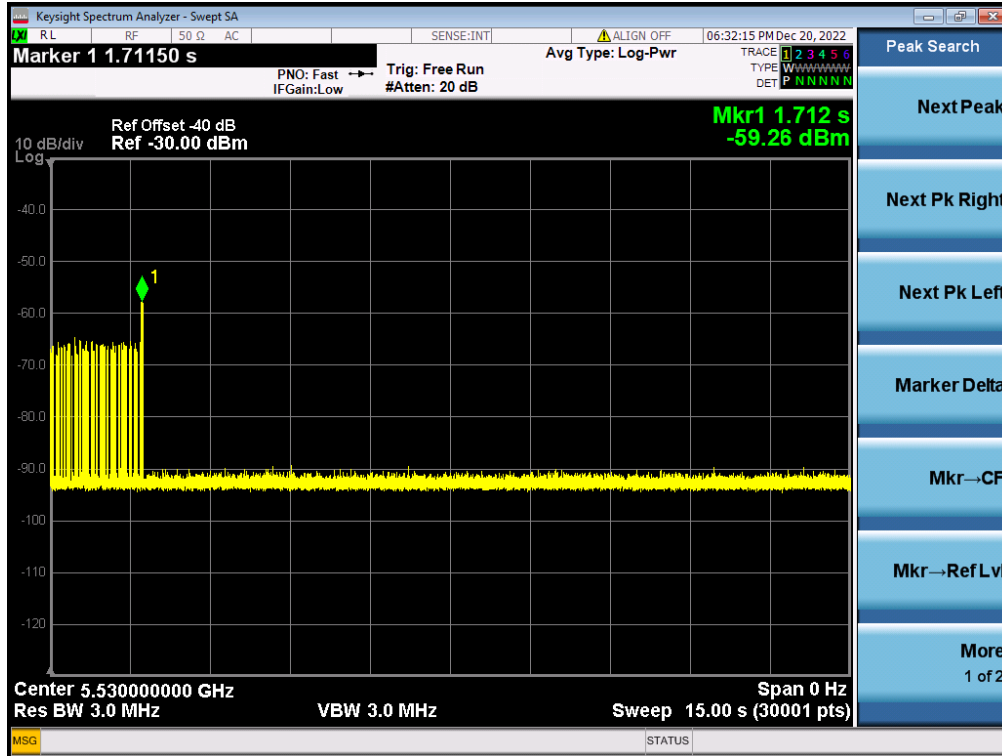 Keysight Spectrum Analyzer - Swept SA
LXI RL RF 50 Ω AC SENSE:INT ALIGN OFF 06:32:15 PM Dec 20, 2022
Marker 1 1.71150 s
PNO: Fast
IFGain:Low
Trig: Free Run
#Atten: 20 dB
Avg Type: Log-Pwr
TRACE 1 2 3 4 5 6
TYPE WWWWWW
DET P N N N N N
Mkr1 1.712 s
-59.26 dBm
Ref Offset -40 dB
10 dB/div Ref -30.00 dBm
Log
-40.0
-50.0
1
-60.0
-70.0
-80.0
-90.0
-100
-110
-120
Center 5.530000000 GHz Span 0 Hz
Res BW 3.0 MHz VBW 3.0 MHz Sweep 15.00 s (30001 pts)
MSG STATUS
Peak Search
Next Peak
Next Pk Right
Next Pk Left
Marker Delta
Mkr→CF
Mkr→Ref Lvl
More
1 of 2